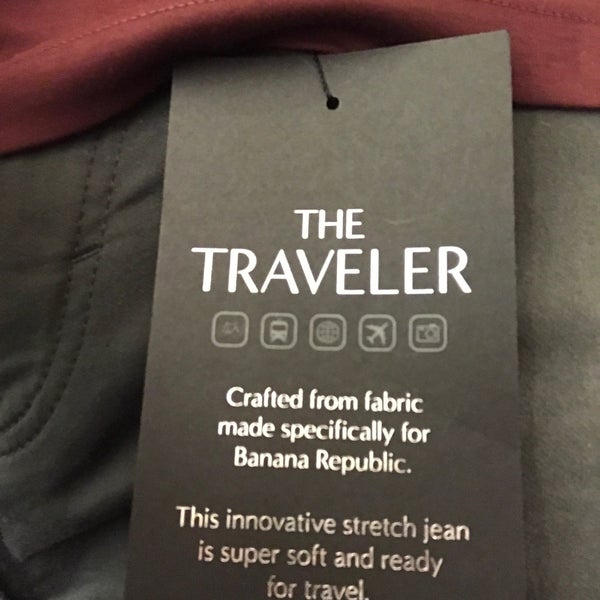 THE
TRAVELER
Crafted from fabric
made specifically for
Banana Republic.
This innovative stretch jean
is super soft and ready
for travel.